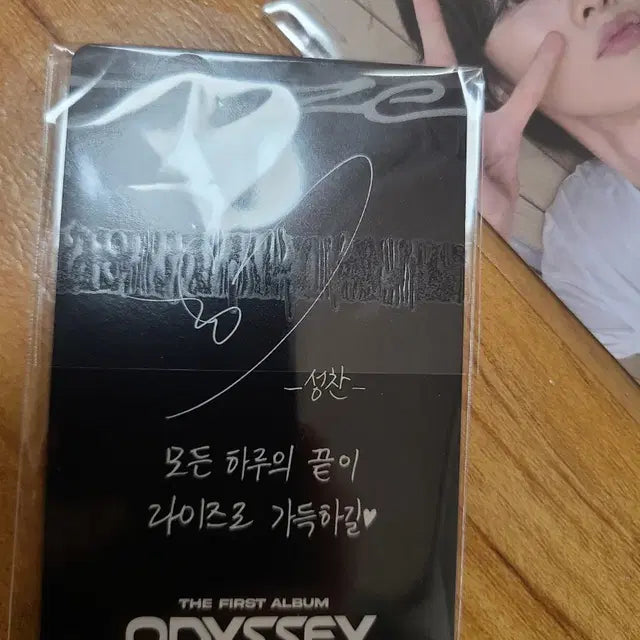 -성찬-
모든 하루의 끝이
라이즈로 가득하길♥
THE FIRST ALBUM
ODYSSEY